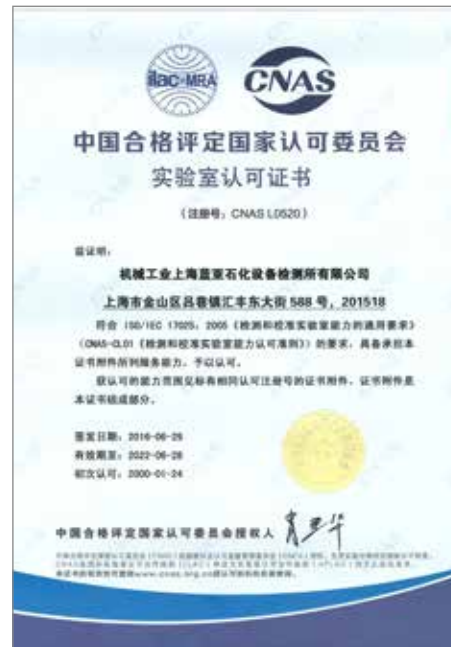 ilac-MRA
CNAS
中国合格评定国家认可委员会
实验室认可证书
(注册号：CNAS L0520)
兹证明：
机械工业上海蓝亚石化设备检测所有限公司
上海市金山区吕巷镇汇丰东大街 588 号，201518
符合 ISO/IEC 17025：2005《检测和校准实验室能力的通用要求》
(CNAS-CL01《检测和校准实验室能力认可准则》) 的要求，具备承担本
证书附件所列服务能力，予以认可。
获认可的能力范围见标有相同认可注册号的证书附件，证书附件是
本证书组成部分。
签发日期：2016-06-29
有效期至：2022-06-28
初次认可：2000-01-24
中国合格评定国家认可委员会授权人